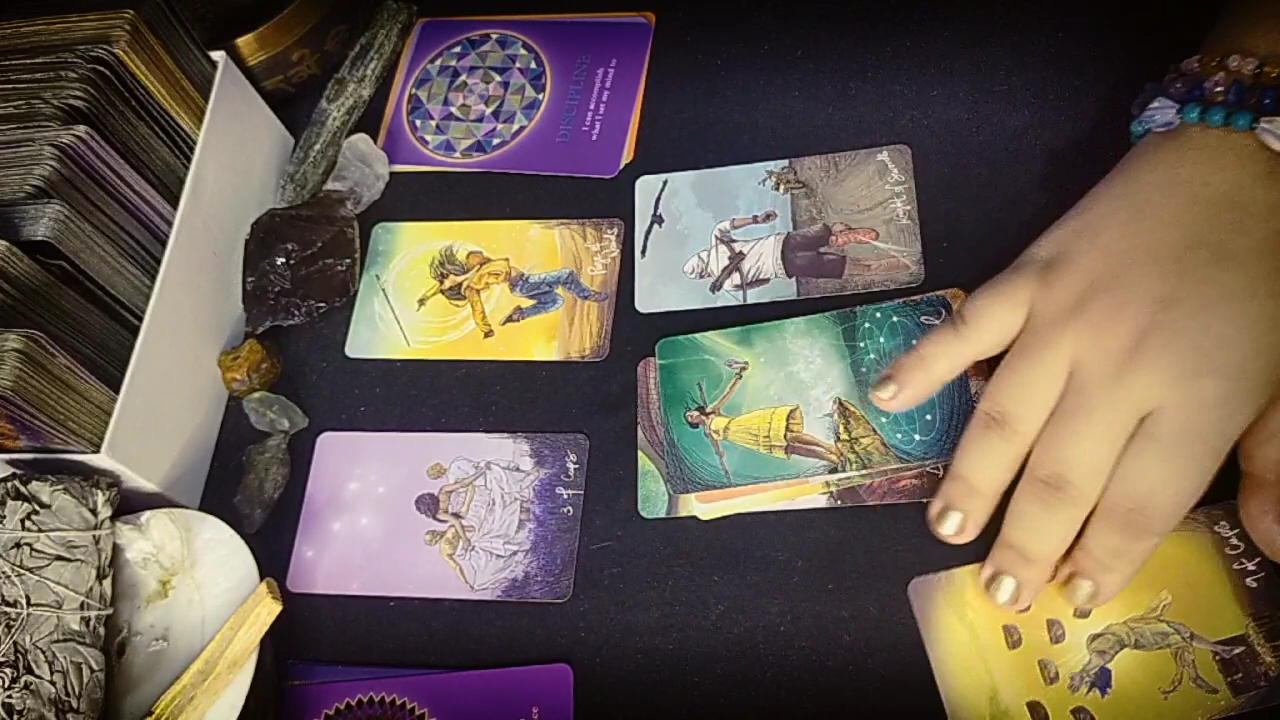 DISCIPLINE
I can accomplish
what I set my mind to
Page of
Wands
Knight of Swords
3 of Cups
9 of Cups